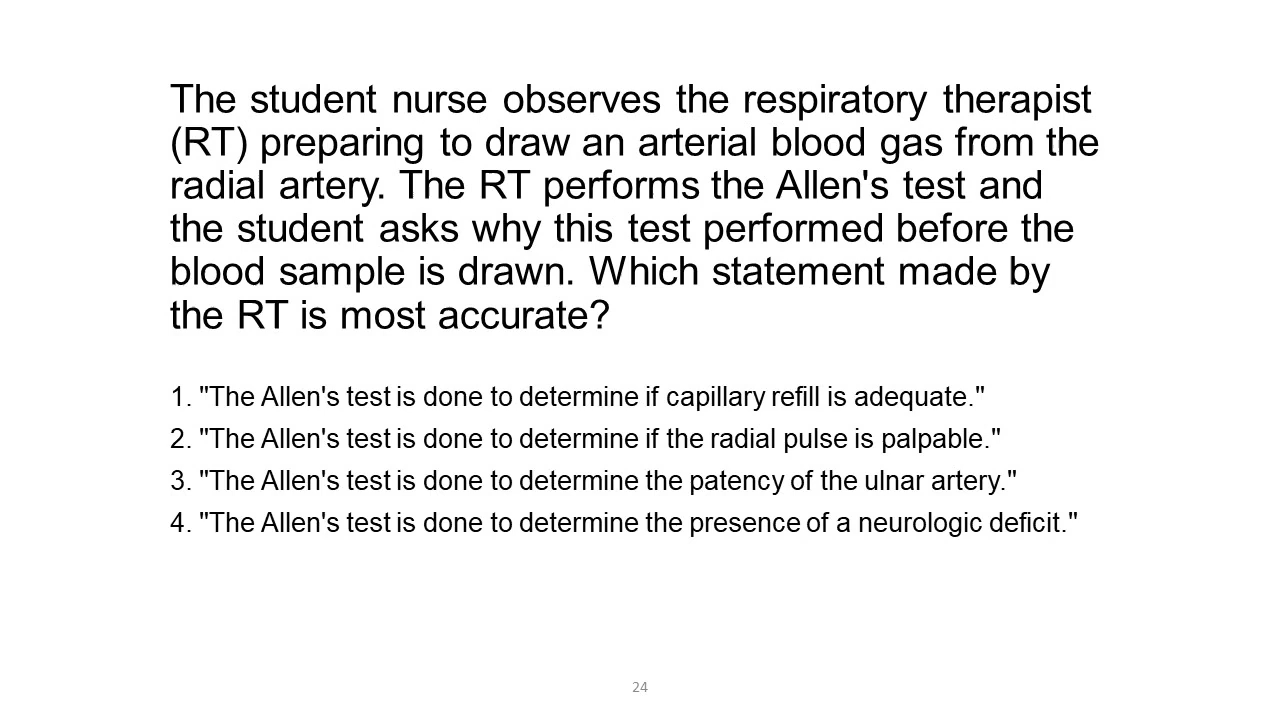 The student nurse observes the respiratory therapist
(RT) preparing to draw an arterial blood gas from the
radial artery. The RT performs the Allen's test and
the student asks why this test performed before the
blood sample is drawn. Which statement made by
the RT is most accurate?
1. "The Allen's test is done to determine if capillary refill is adequate."
2. "The Allen's test is done to determine if the radial pulse is palpable."
3. "The Allen's test is done to determine the patency of the ulnar artery."
4. "The Allen's test is done to determine the presence of a neurologic deficit."
24